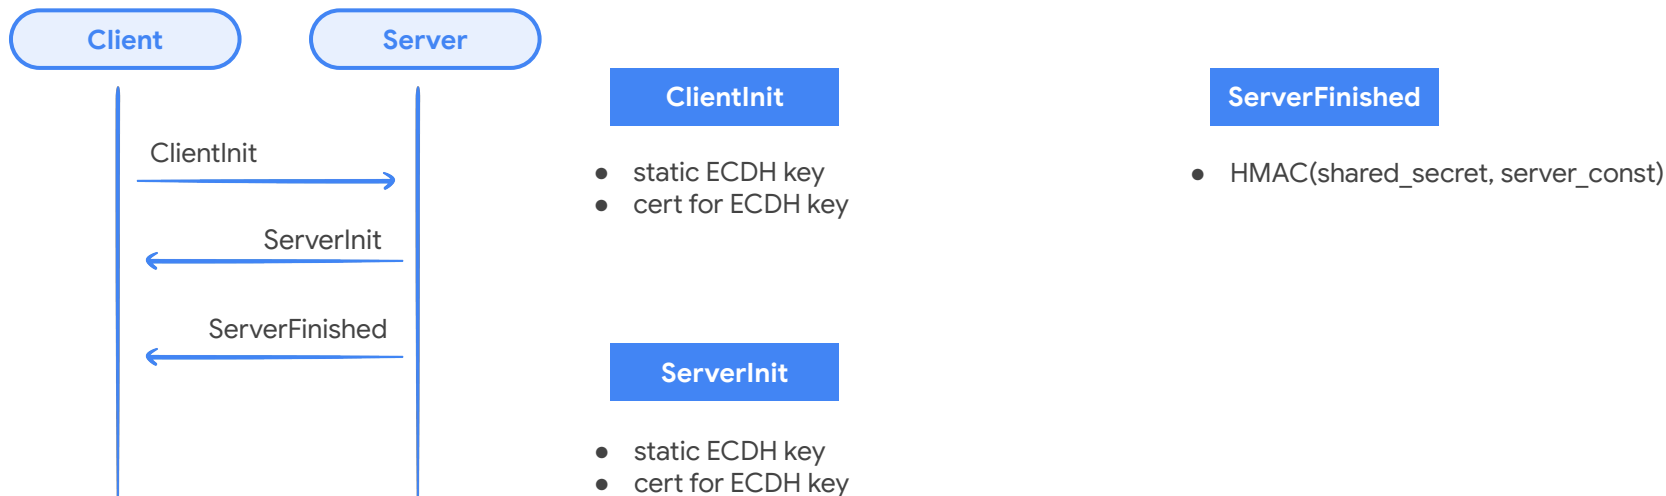 Client
Server
ClientInit
ServerInit
ServerFinished
ClientInit
● static ECDH key
● cert for ECDH key
ServerInit
● static ECDH key
● cert for ECDH key
ServerFinished
● HMAC(shared_secret, server_const)